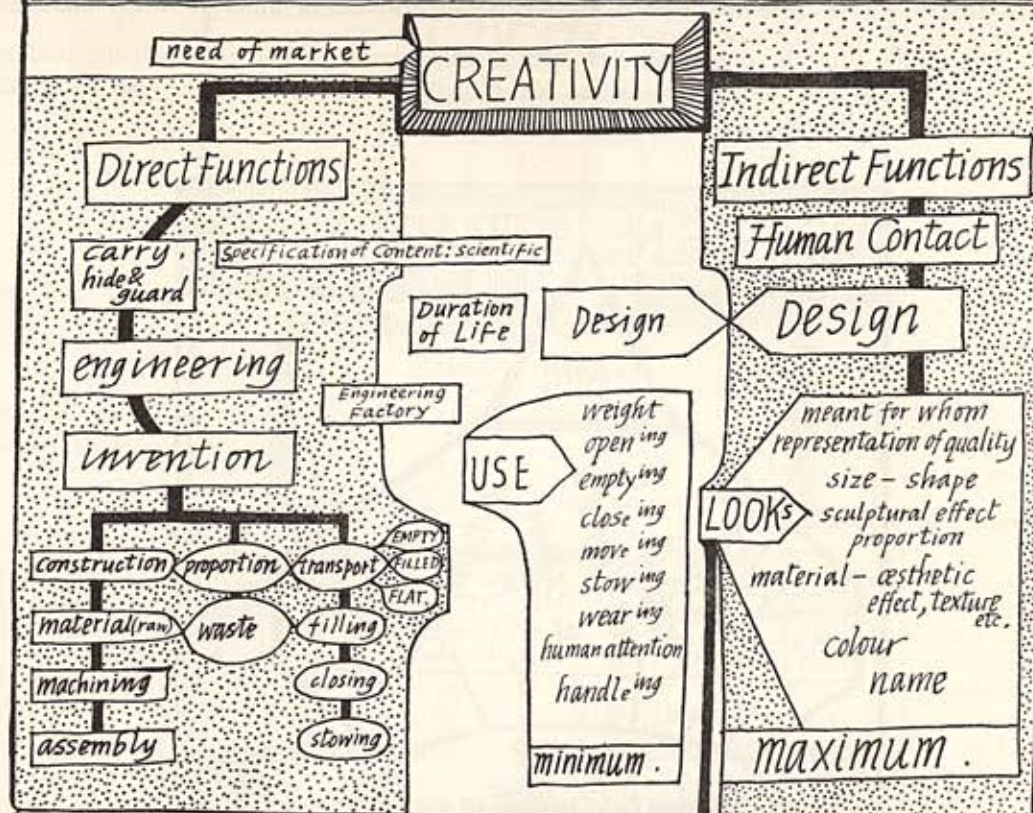 need of market
CREATIVITY
Direct Functions
carry.
hide &
guard
Specification of Content: scientific
engineering
Engineering
Factory
invention
construction
proportion
transport
EMPTY
FILLED
FLAT.
material (raw)
waste
filling
machining
closing
assembly
stowing
Duration
of Life
Design
USE
weight
opening
emptying
closeing
moveing
stowing
wearing
human attention
handleing
minimum.
Indirect Functions
Human Contact
Design
LOOKs
meant for whom
representation of quality
size - shape
sculptural effect
proportion
material - æsthetic
effect, texture
etc.
colour
name
maximum.